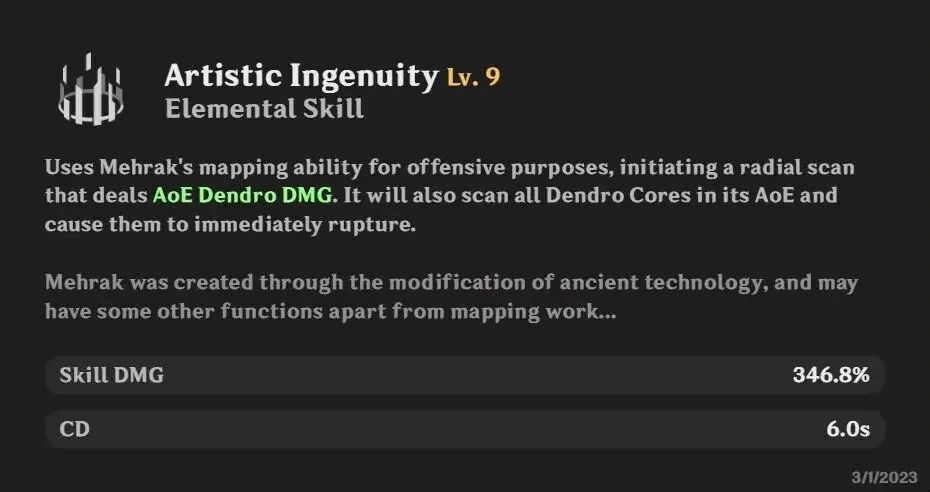 Artistic Ingenuity Lv. 9
Elemental Skill
Uses Mehrak's mapping ability for offensive purposes, initiating a radial scan
that deals AoE Dendro DMG. It will also scan all Dendro Cores in its AoE and
cause them to immediately rupture.
Mehrak was created through the modification of ancient technology, and may
have some other functions apart from mapping work...
Skill DMG 346.8%
CD 6.0s
3/1/2023